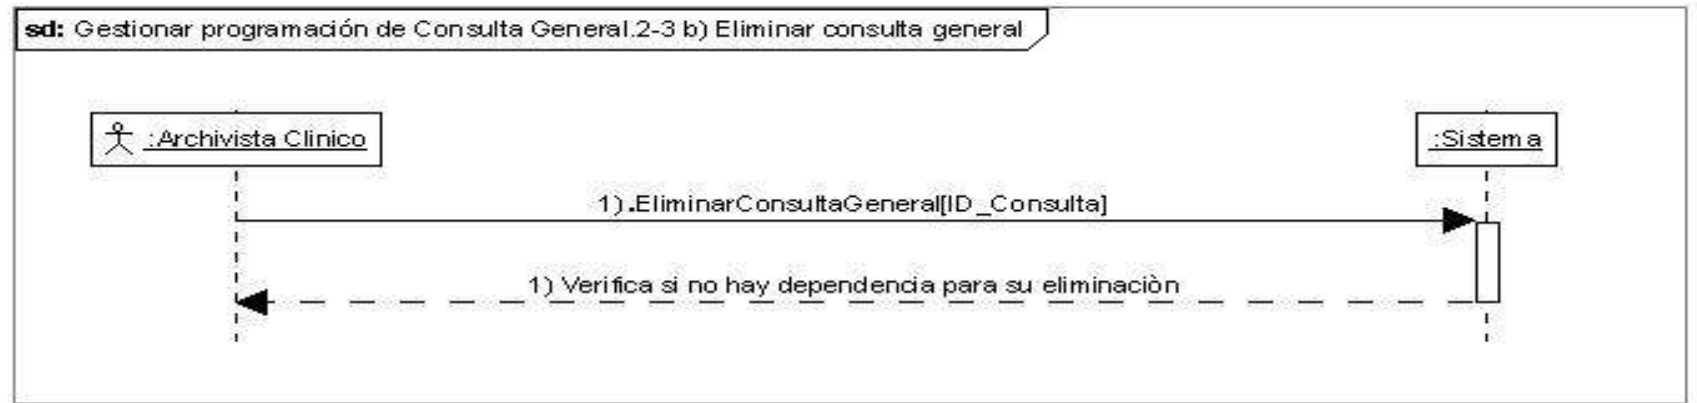 sd: Gestionar programación de Consulta General.2-3 b) Eliminar consulta general
:Archivista Clinico
:Sistema
1).EliminarConsultaGeneral[ID_Consulta]
1) Verifica si no hay dependencia para su eliminaciòn